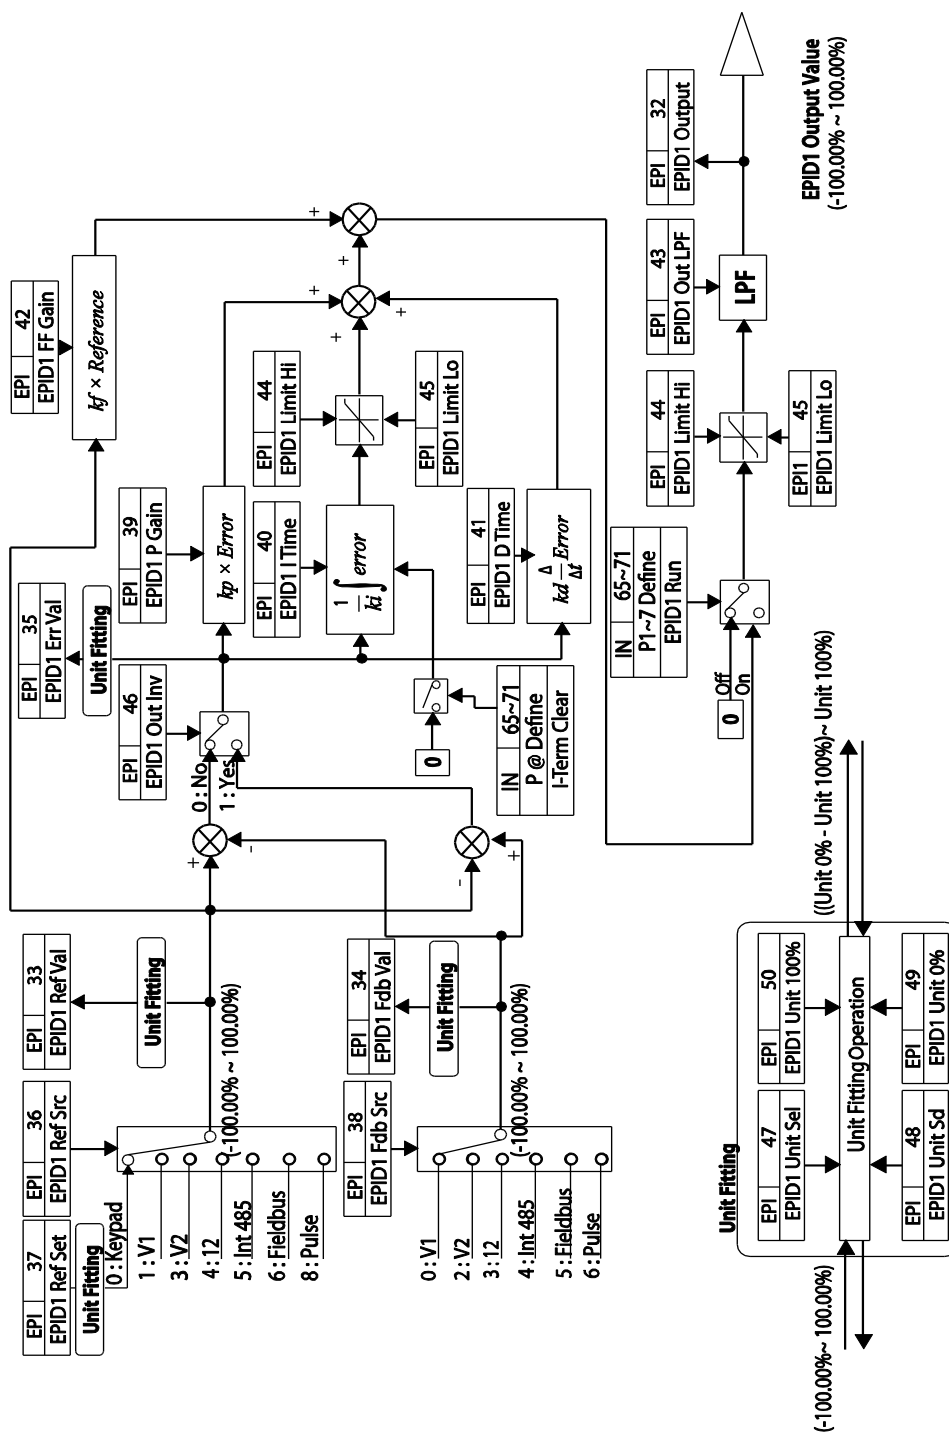 EPI 37
EPID1 Ref Set
Unit Fitting
EPI 36
EPID1 Ref Src
EPI 33
EPID1 Ref Val
Unit Fitting
0 : Keypad
1 : V1
3 : V2
4 : 12
5 : Int 485
6 : Fieldbus
8 : Pulse
(-100.00% ~ 100.00%)
EPI 38
EPID1 Fdb Src
EPI 34
EPID1 Fdb Val
Unit Fitting
0 : V1
2 : V2
3 : 12
4 : Int 485
5 : Fieldbus
6 : Pulse
(-100.00% ~ 100.00%)
+
-
-
+
0 : No
1 : Yes
EPI 46
EPID1 Out Inv
EPI 35
EPID1 Err Val
Unit Fitting
EPI 42
EPID1 FF Gain
kf × Reference
EPI 39
EPID1 P Gain
kp × Error
EPI 40
EPID1 I Time
1/ki ∫ error
EPI 44
EPID1 Limit Hi
EPI 45
EPID1 Limit Lo
EPI 41
EPID1 D Time
kd Δ/Δt Error
0
IN 65~71
P @ Define
I-Term Clear
+
+
+
+
+
0
Off
On
IN 65~71
P1~7 Define
EPID1 Run
EPI 44
EPID1 Limit Hi
EPI1 45
EPID1 Limit Lo
EPI 43
EPID1 Out LPF
LPF
EPI 32
EPID1 Output
EPID1 Output Value
(-100.00% ~ 100.00%)
Unit Fitting
EPI 47
EPID1 Unit Sel
EPI 50
EPID1 Unit 100%
Unit Fitting Operation
EPI 48
EPID1 Unit Sd
EPI 49
EPID1 Unit 0%
(-100.00%~ 100.00%)
((Unit 0% - Unit 100%)~ Unit 100%)